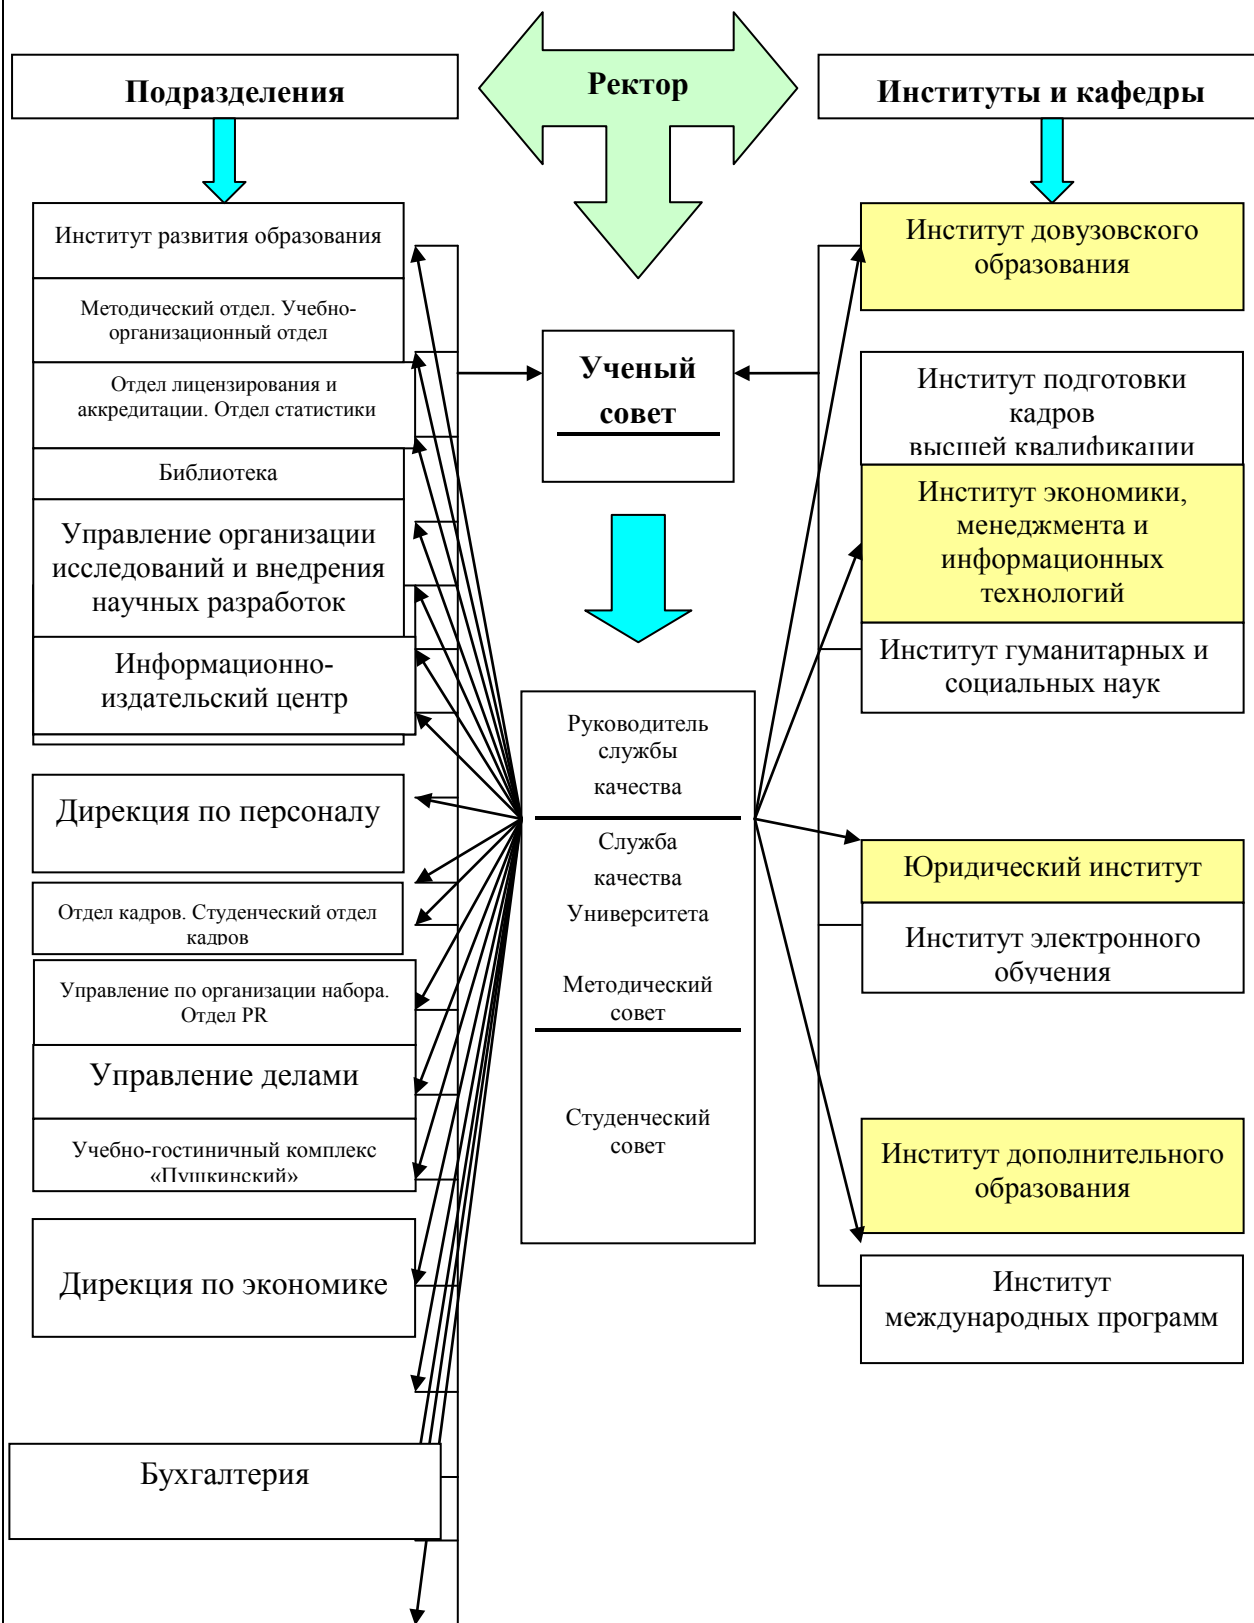 Подразделения
Ректор
Институты и кафедры
Институт развития образования
Методический отдел. Учебно-
организационный отдел
Отдел лицензирования и
аккредитации. Отдел статистики
Библиотека
Управление организации
исследований и внедрения
научных разработок
Информационно-
издательский центр
Дирекция по персоналу
Отдел кадров. Студенческий отдел
кадров
Управление по организации набора.
Отдел PR
Управление делами
Учебно-гостиничный комплекс
«Пушкинский»
Дирекция по экономике
Бухгалтерия
Ученый
совет
Руководитель
службы
качества
Служба
качества
Университета
Методический
совет
Студенческий
совет
Институт довузовского
образования
Институт подготовки
кадров
высшей квалификации
Институт экономики,
менеджмента и
информационных
технологий
Институт гуманитарных и
социальных наук
Юридический институт
Институт электронного
обучения
Институт дополнительного
образования
Институт
международных программ